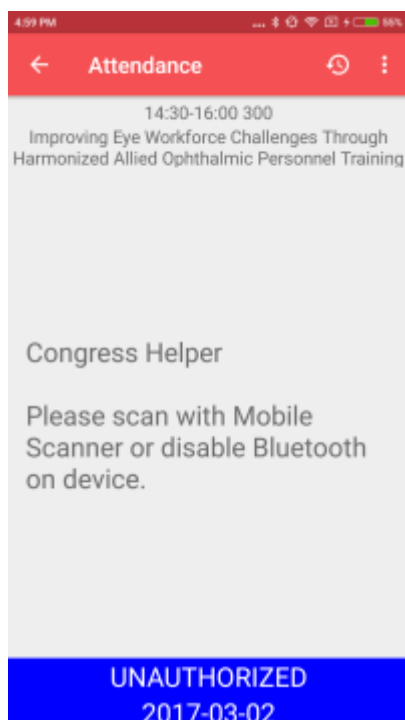 4:59 PM ... 55%
Attendance
14:30-16:00 300
Improving Eye Workforce Challenges Through
Harmonized Allied Ophthalmic Personnel Training
Congress Helper
Please scan with Mobile
Scanner or disable Bluetooth
on device.
UNAUTHORIZED
2017-03-02